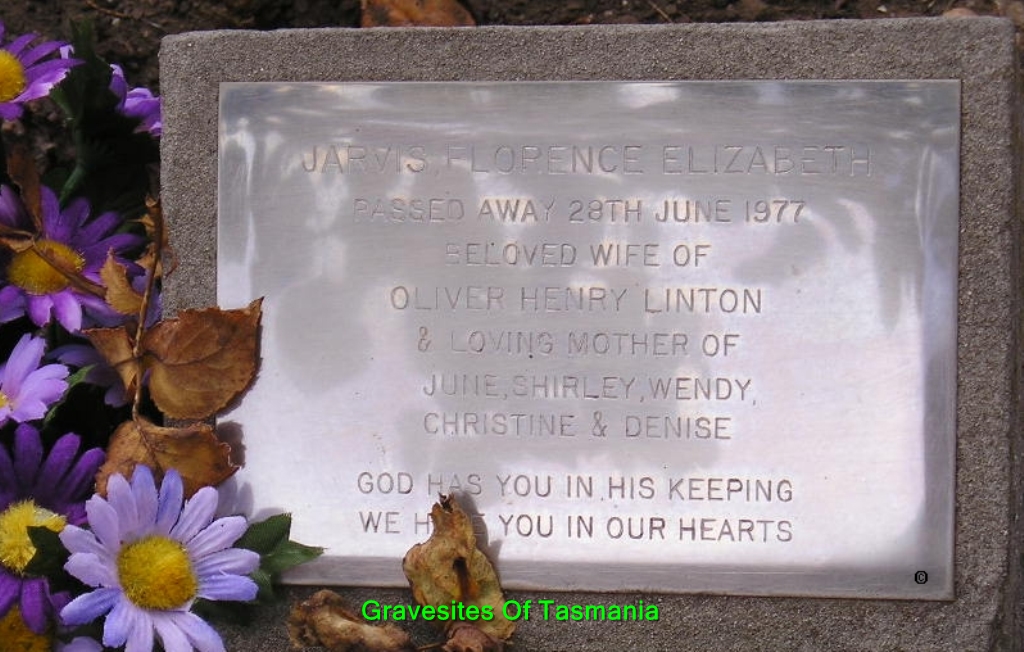 JARVIS, FLORENCE ELIZABETH
PASSED AWAY 28TH JUNE 1977
BELOVED WIFE OF
OLIVER HENRY LINTON
& LOVING MOTHER OF
JUNE, SHIRLEY, WENDY,
CHRISTINE & DENISE
GOD HAS YOU IN HIS KEEPING
WE YOU IN OUR HEARTS
©
Gravesites Of Tasmania